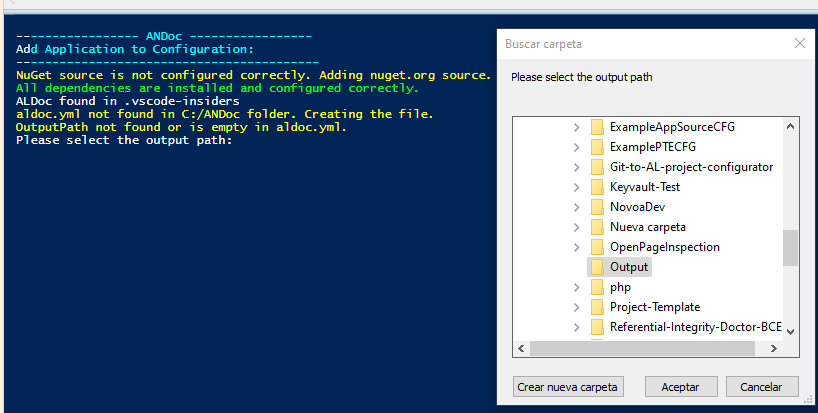 ----------------- ANDoc -----------------
Add Application to Configuration:
------------------------------------------
NuGet source is not configured correctly. Adding nuget.org source.
All dependencies are installed and configured correctly.
ALDoc found in .vscode-insiders
aldoc.yml not found in C:/ANDoc folder. Creating the file.
OutputPath not found or is empty in aldoc.yml.
Please select the output path:
Buscar carpeta
Please select the output path
ExampleAppSourceCFG
ExamplePTECFG
Git-to-AL-project-configurator
Keyvault-Test
NovoaDev
Nueva carpeta
OpenPageInspection
Output
php
Project-Template
Referential-Integrity-Doctor-BCE
Crear nueva carpeta
Aceptar
Cancelar